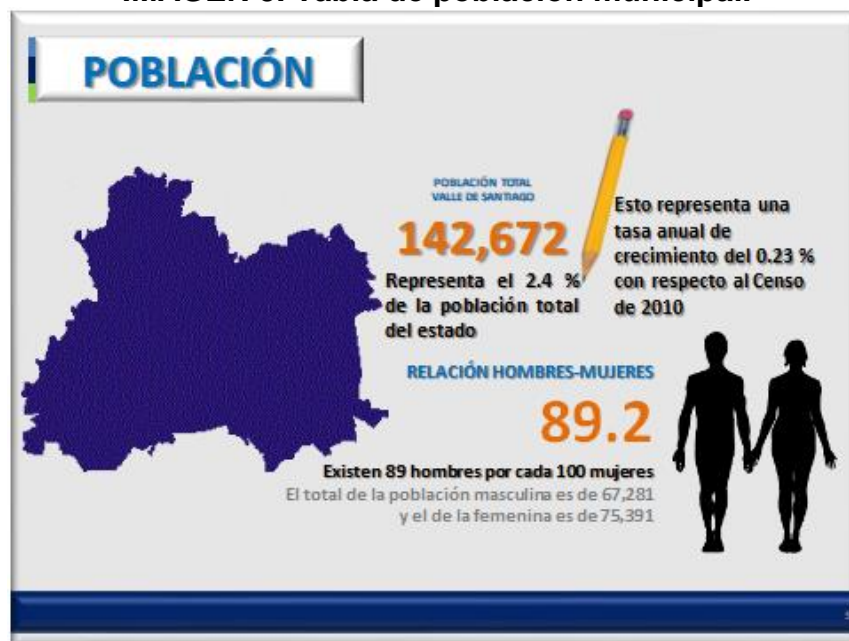 POBLACIÓN
POBLACIÓN TOTAL
VALLE DE SANTIAGO
142,672
Representa el 2.4 %
de la población total
del estado
Esto representa una
tasa anual de
crecimiento del 0.23 %
con respecto al Censo
de 2010
RELACIÓN HOMBRES-MUJERES
89.2
Existen 89 hombres por cada 100 mujeres
El total de la población masculina es de 67,281
y el de la femenina es de 75,391